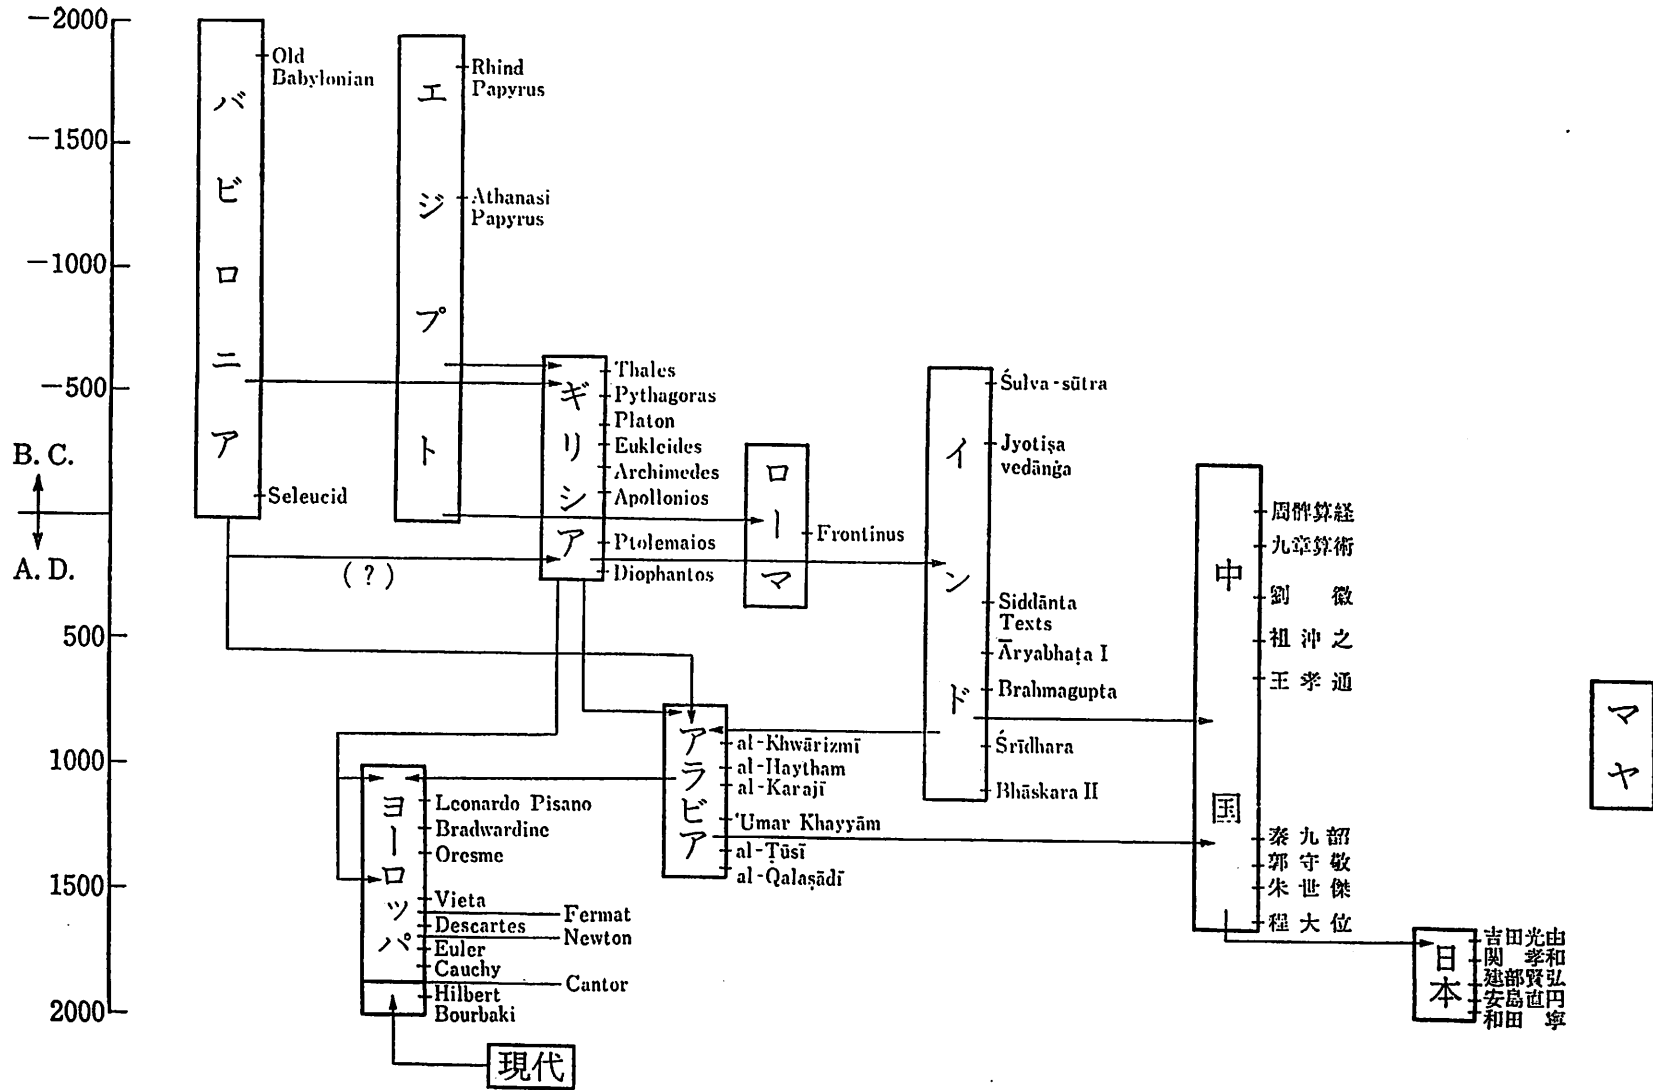 -2000
-1500
-1000
-500
B. C.
A. D.
500
1000
1500
2000
バビロニア
Old
Babylonian
Seleucid
エジプト
Rhind
Papyrus
Athanasi
Papyrus
(?)
ギリシア
Thales
Pythagoras
Platon
Eukleides
Archimedes
Apollonios
Ptolemaios
Diophantos
ローマ
Frontinus
インド
Śulva-sūtra
Jyotiṣa
vedānġa
Siddānta
Texts
Āryabhaṭa I
Brahmagupta
Śrīdhara
Bhāskara II
中国
周髀算経
九章算術
劉 徽
祖沖之
王孝通
秦九韶
郭守敬
朱世傑
程大位
マヤ
アラビア
al-Khwārizmī
al-Haytham
al-Karajī
'Umar Khayyām
al-Ṭūsī
al-Qalaṣādī
ヨーロッパ
Leonardo Pisano
Bradwardine
Oresme
Vieta
Fermat
Descartes
Newton
Euler
Cauchy
Cantor
Hilbert
Bourbaki
現代
日本
吉田光由
関 孝和
建部賢弘
安島直円
和田 寧